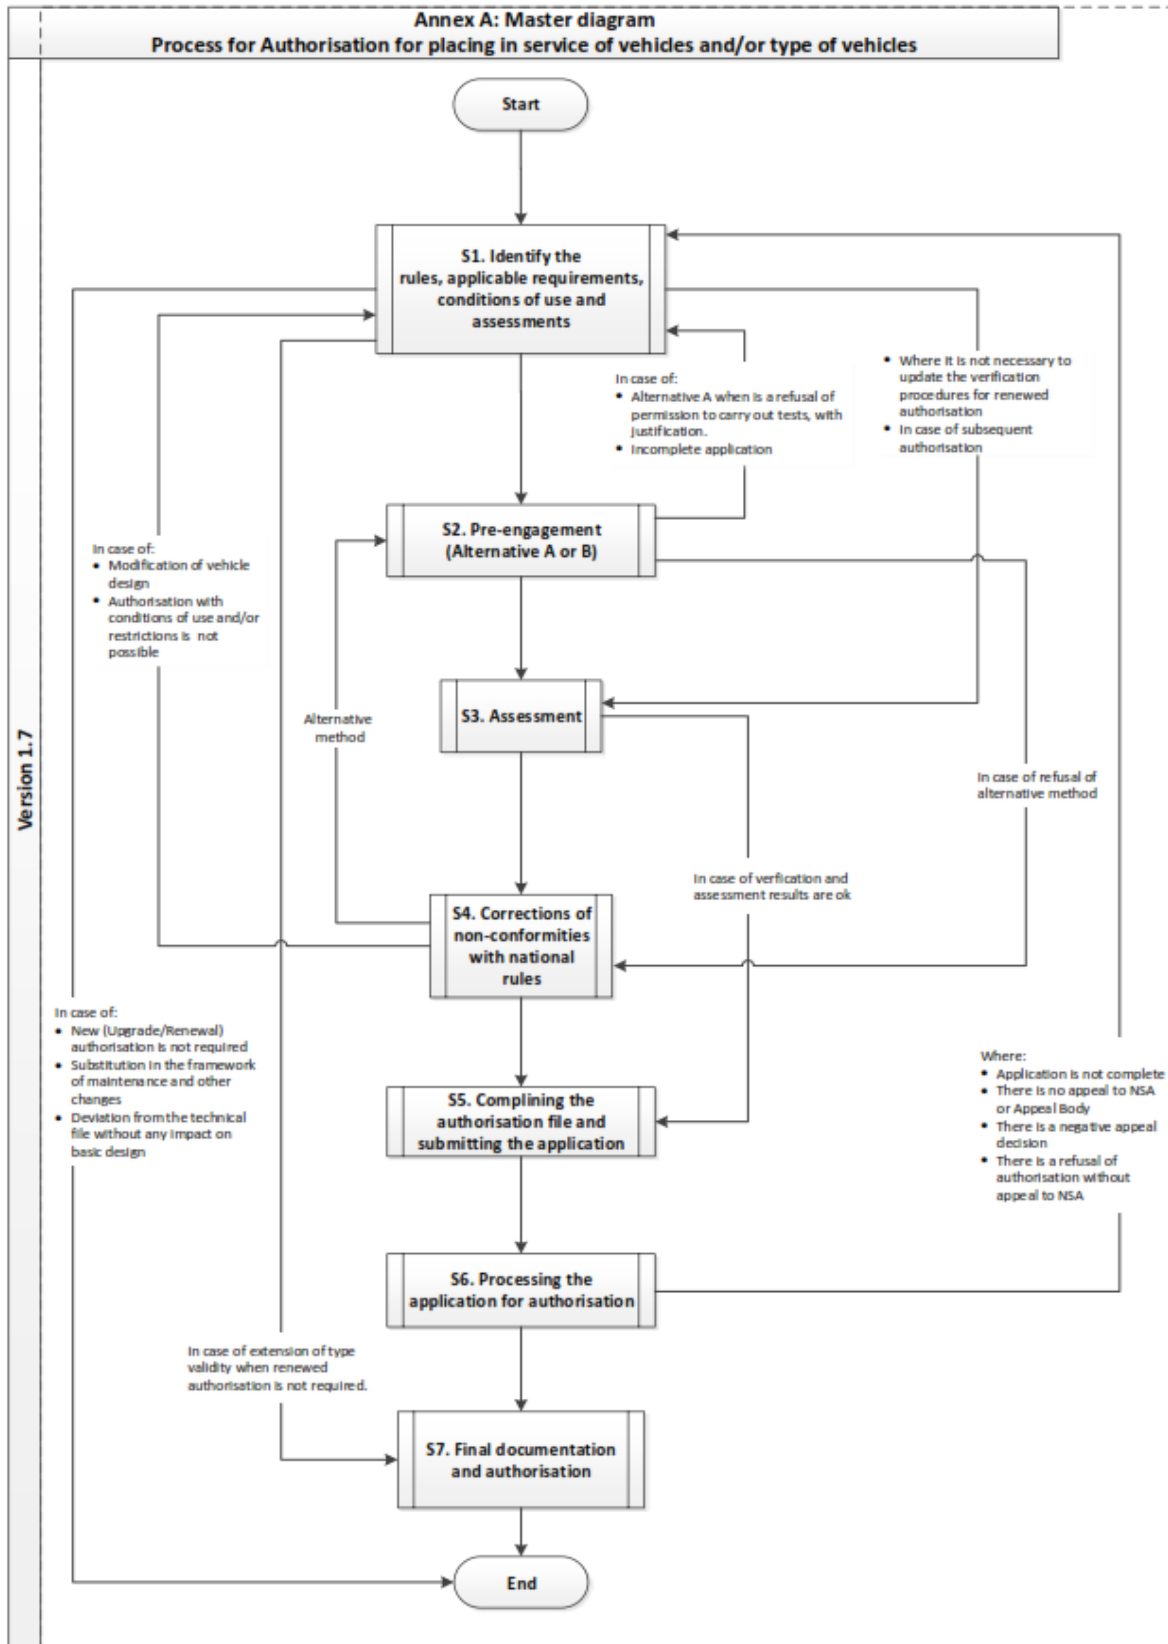 Annex A: Master diagram
Process for Authorisation for placing in service of vehicles and/or type of vehicles
Version 1.7
Start
S1. Identify the
rules, applicable requirements,
conditions of use and
assessments
• Where it is not necessary to
update the verification
procedures for renewed
authorisation
• In case of subsequent
authorisation
In case of:
• Alternative A when is a refusal of
permission to carry out tests, with
justification.
• Incomplete application
S2. Pre-engagement
(Alternative A or B)
In case of:
• Modification of vehicle
design
• Authorisation with
conditions of use and/or
restrictions is not
possible
Alternative
method
S3. Assessment
In case of refusal of
alternative method
In case of verfication and
assessment results are ok
S4. Corrections of
non-conformities
with national
rules
In case of:
• New (Upgrade/Renewal)
authorisation is not required
• Substitution in the framework
of maintenance and other
changes
• Deviation from the technical
file without any impact on
basic design
S5. Complining the
authorisation file and
submitting the application
Where:
• Application is not complete
• There is no appeal to NSA
or Appeal Body
• There is a negative appeal
decision
• There is a refusal of
authorisation without
appeal to NSA
S6. Processing the
application for authorisation
In case of extension of type
validity when renewed
authorisation is not required.
S7. Final documentation
and authorisation
End